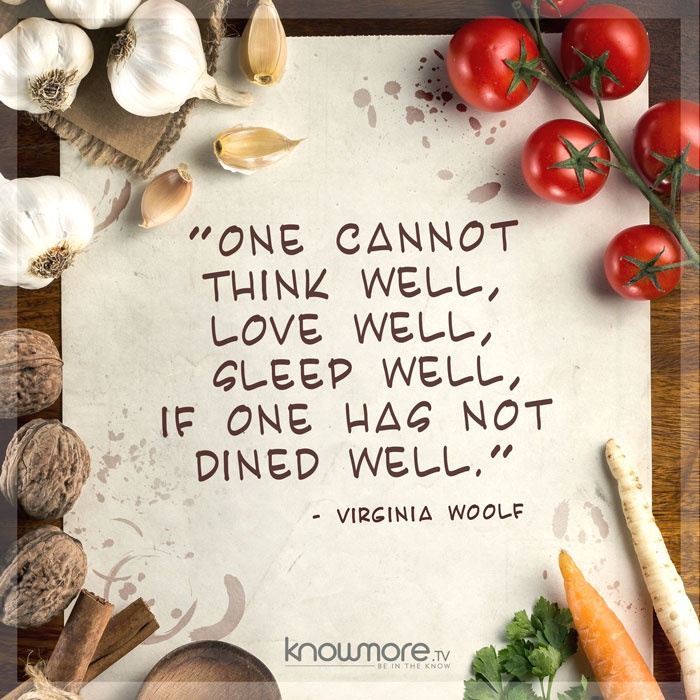 "ONE CANNOT
THINK WELL,
LOVE WELL,
SLEEP WELL,
IF ONE HAS NOT
DINED WELL."
- VIRGINIA WOOLF
knowmore.TV
BE IN THE KNOW